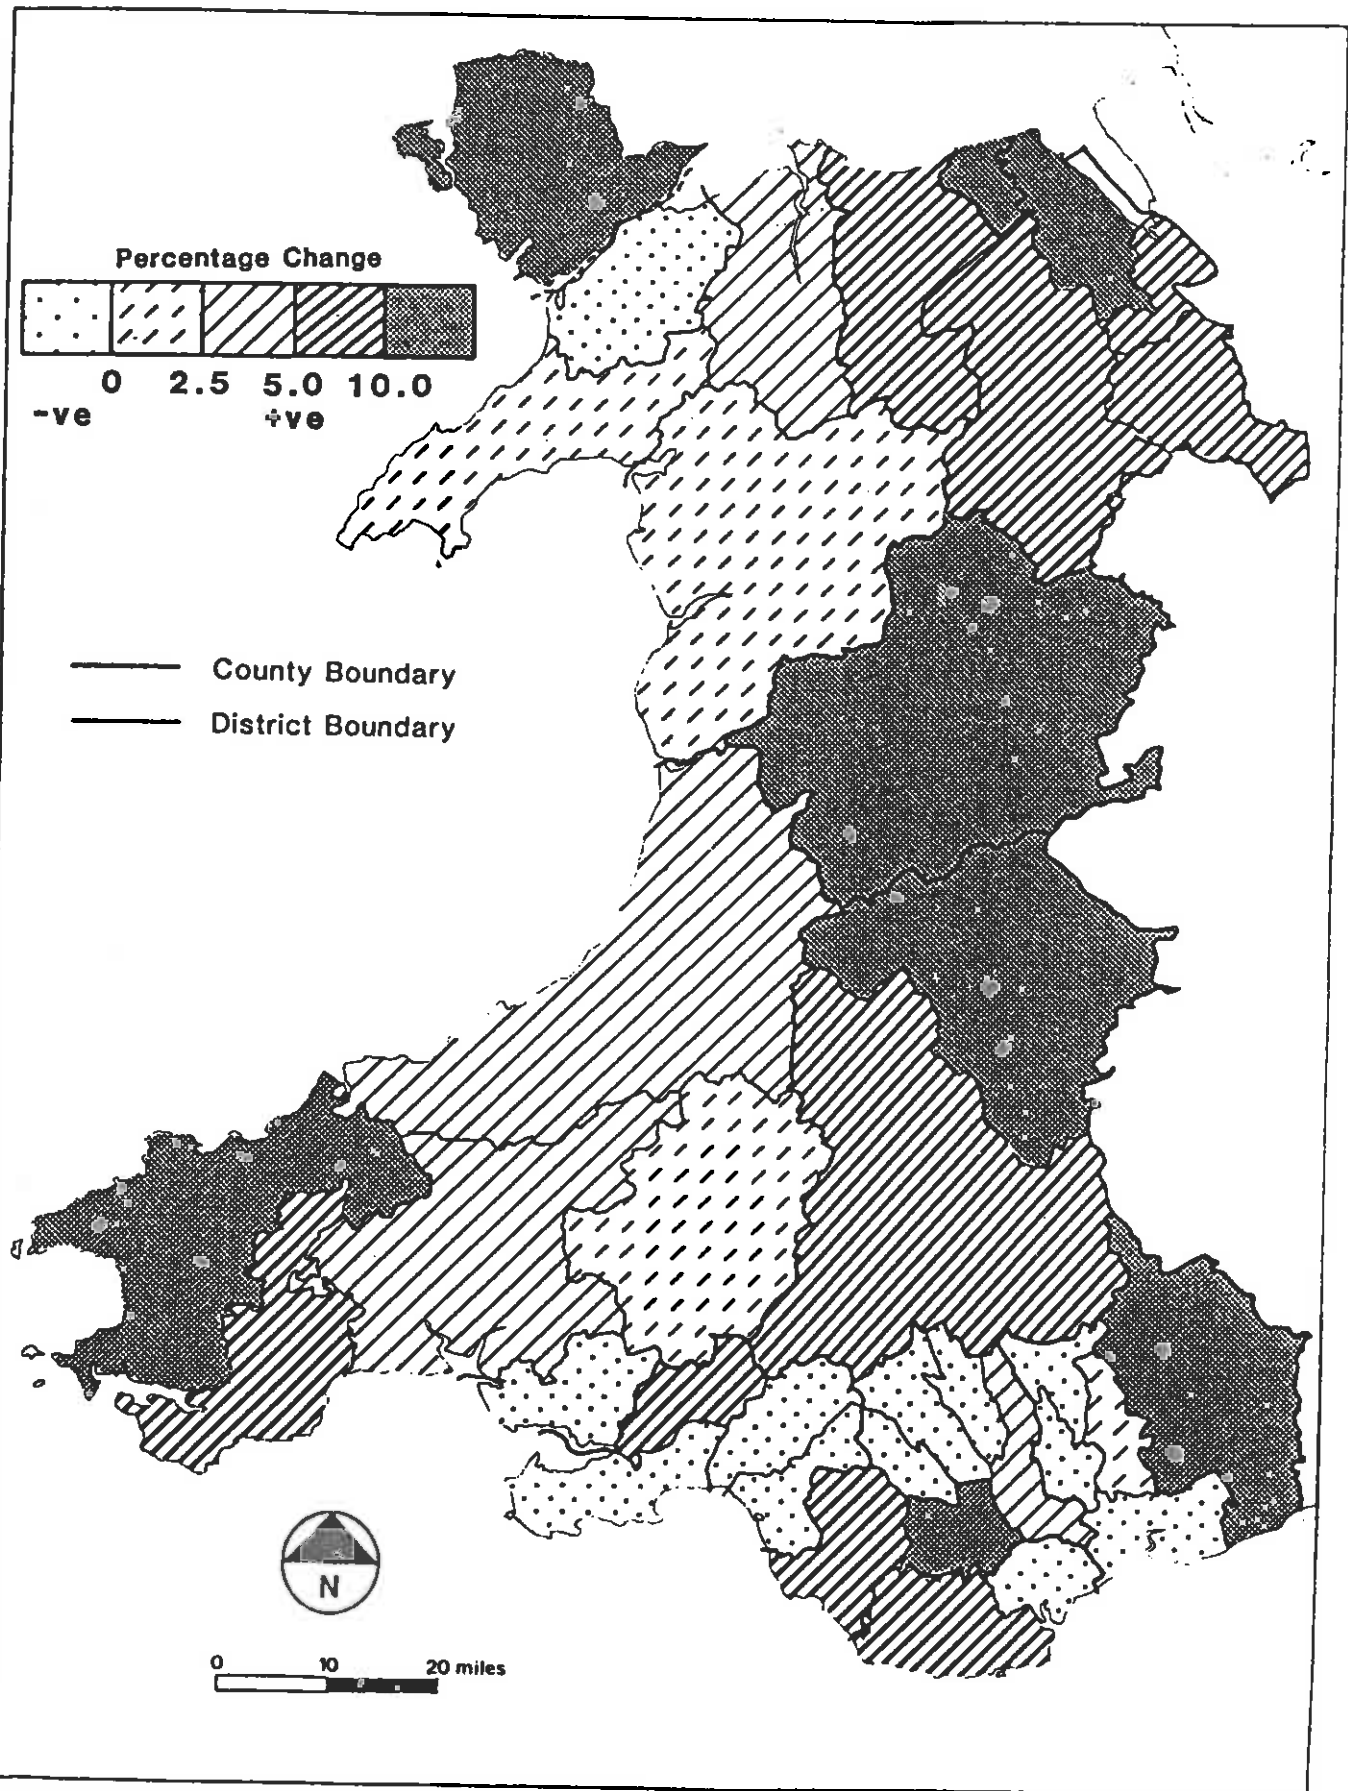 Percentage Change
0 2.5 5.0 10.0
-ve +ve
County Boundary
District Boundary
N
0 10 20 miles